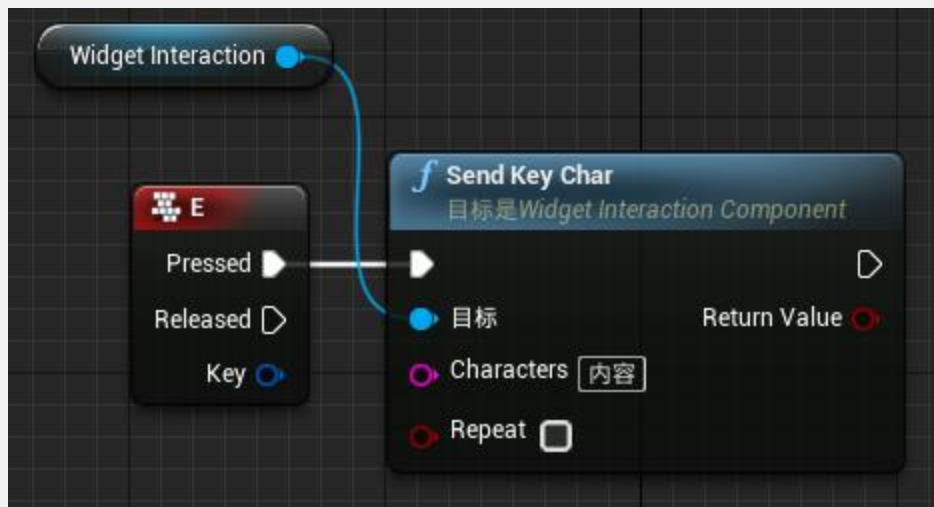 Widget Interaction
E
Pressed
Released
Key
Send Key Char
目标是Widget Interaction Component
目标
Return Value
Characters 内容
Repeat